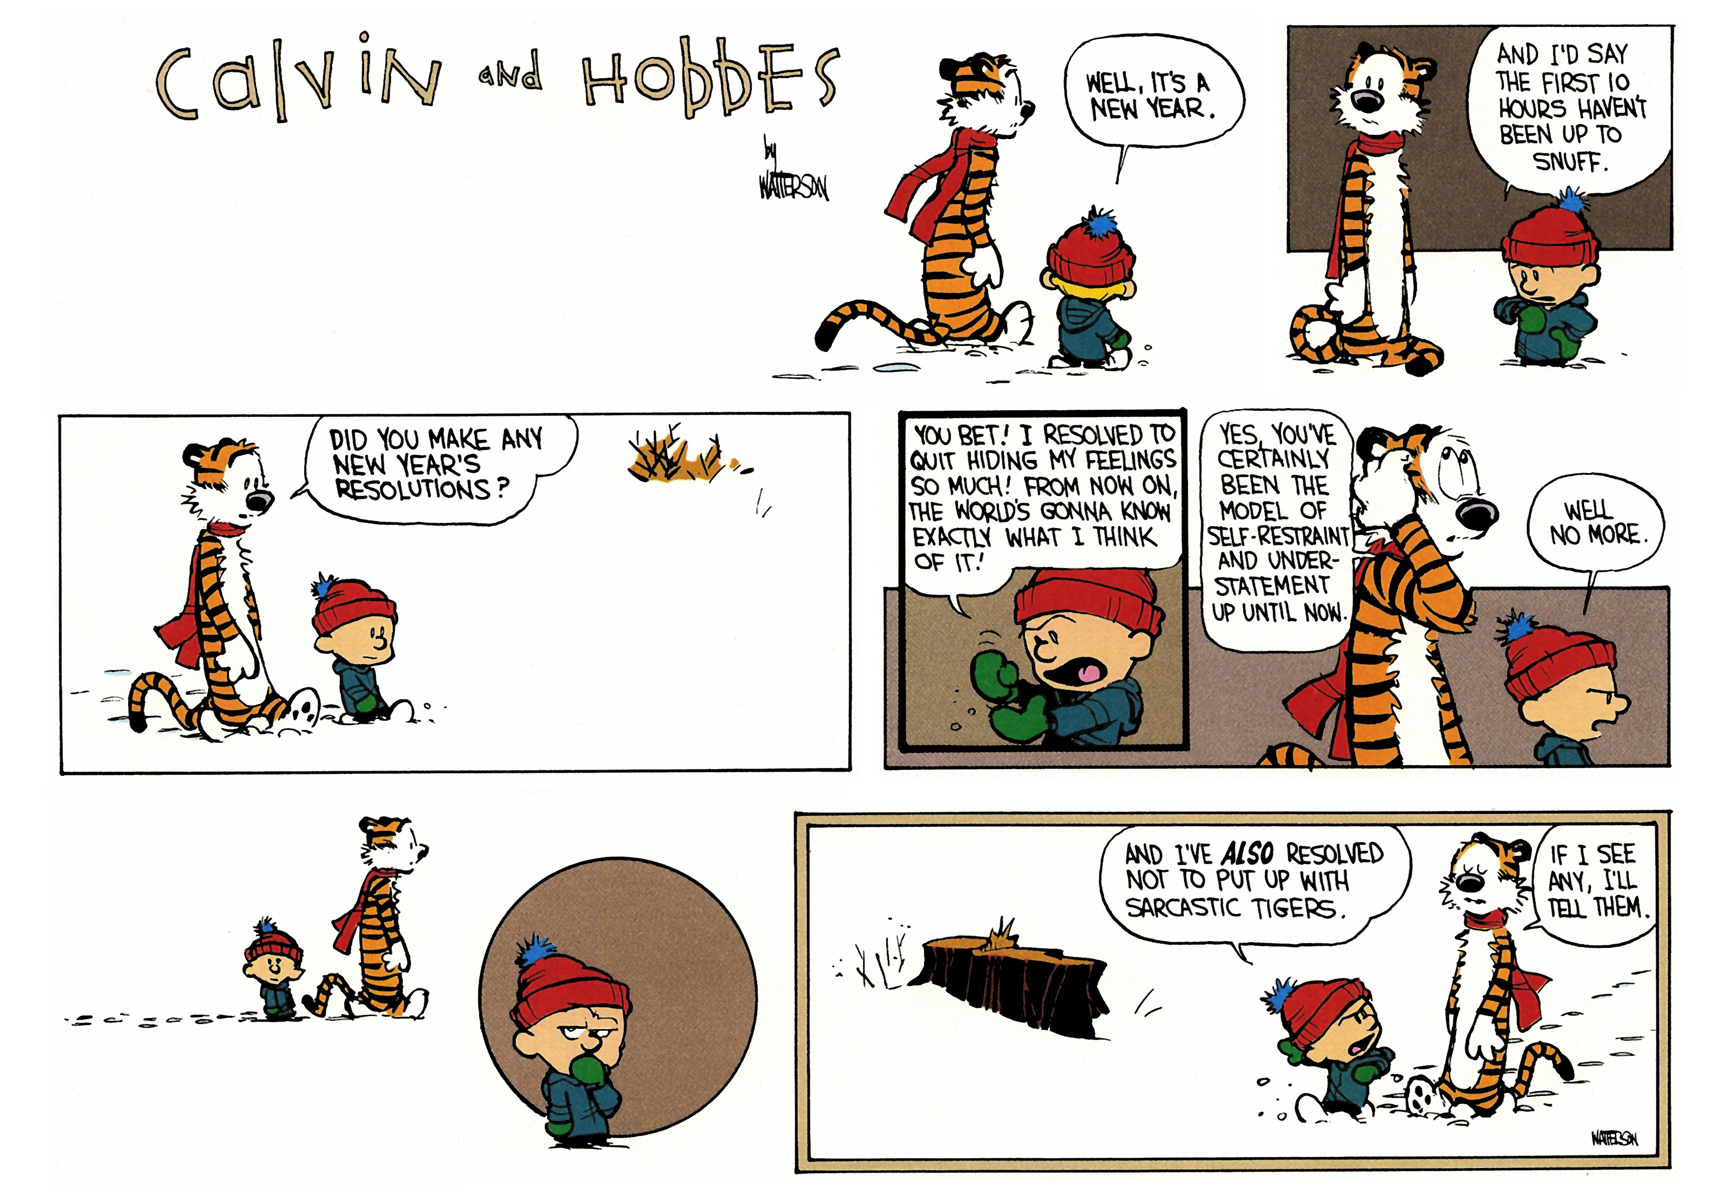 Calvin and Hobbes
by
WATTERSON
WELL, IT'S A
NEW YEAR.
AND I'D SAY
THE FIRST 10
HOURS HAVEN'T
BEEN UP TO
SNUFF.
DID YOU MAKE ANY
NEW YEAR'S
RESOLUTIONS?
YOU BET! I RESOLVED TO
QUIT HIDING MY FEELINGS
SO MUCH! FROM NOW ON,
THE WORLD'S GONNA KNOW
EXACTLY WHAT I THINK
OF IT!
YES, YOU'VE
CERTAINLY
BEEN THE
MODEL OF
SELF-RESTRAINT
AND UNDER-
STATEMENT
UP UNTIL NOW.
WELL
NO MORE.
AND I'VE ALSO RESOLVED
NOT TO PUT UP WITH
SARCASTIC TIGERS.
IF I SEE
ANY, I'LL
TELL THEM.
WATTERSON